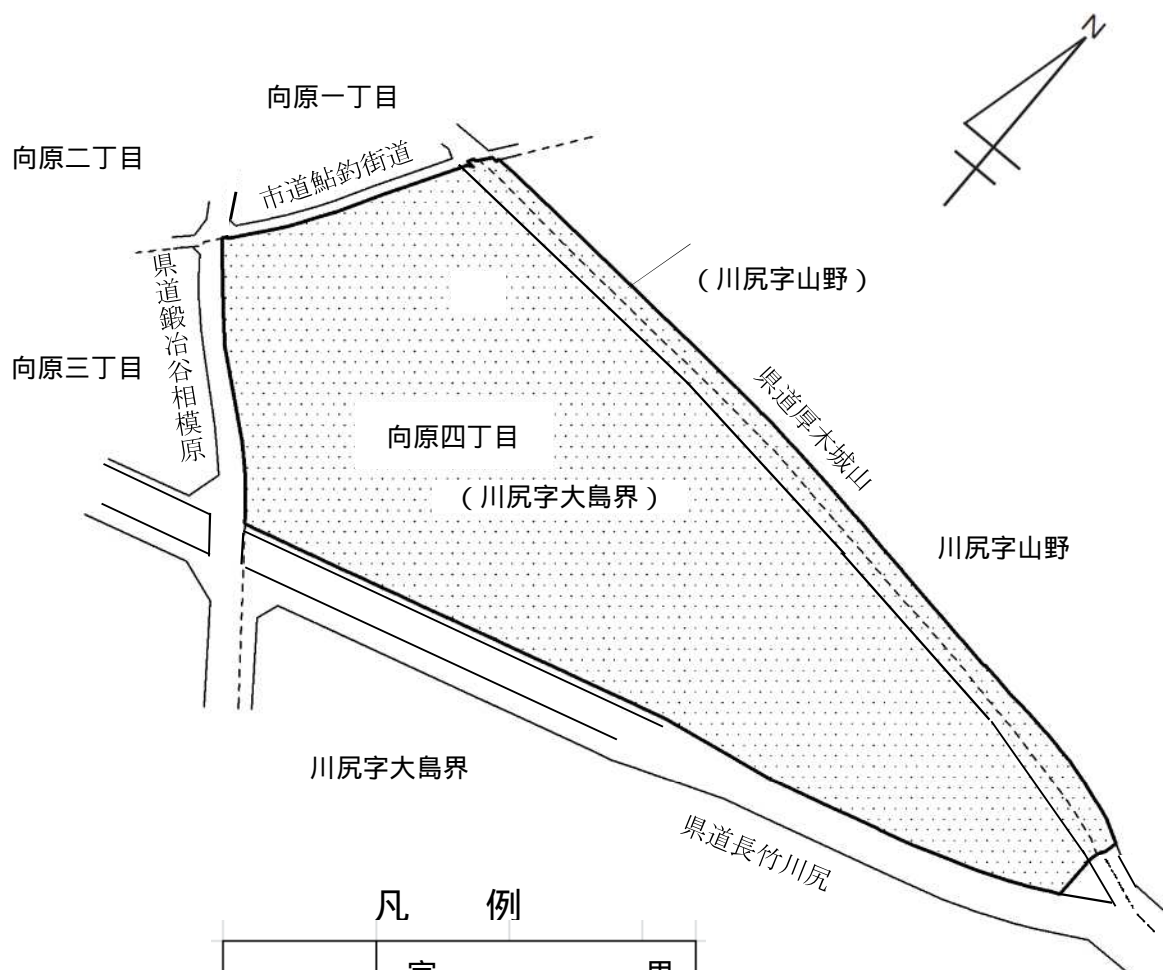 N
向原一丁目
向原二丁目
市道鮎釣街道
(川尻字山野)
県道鍛冶谷相模原
向原三丁目
県道厚木城山
向原四丁目
(川尻字大島界)
川尻字山野
川尻字大島界
県道長竹川尻
凡 例